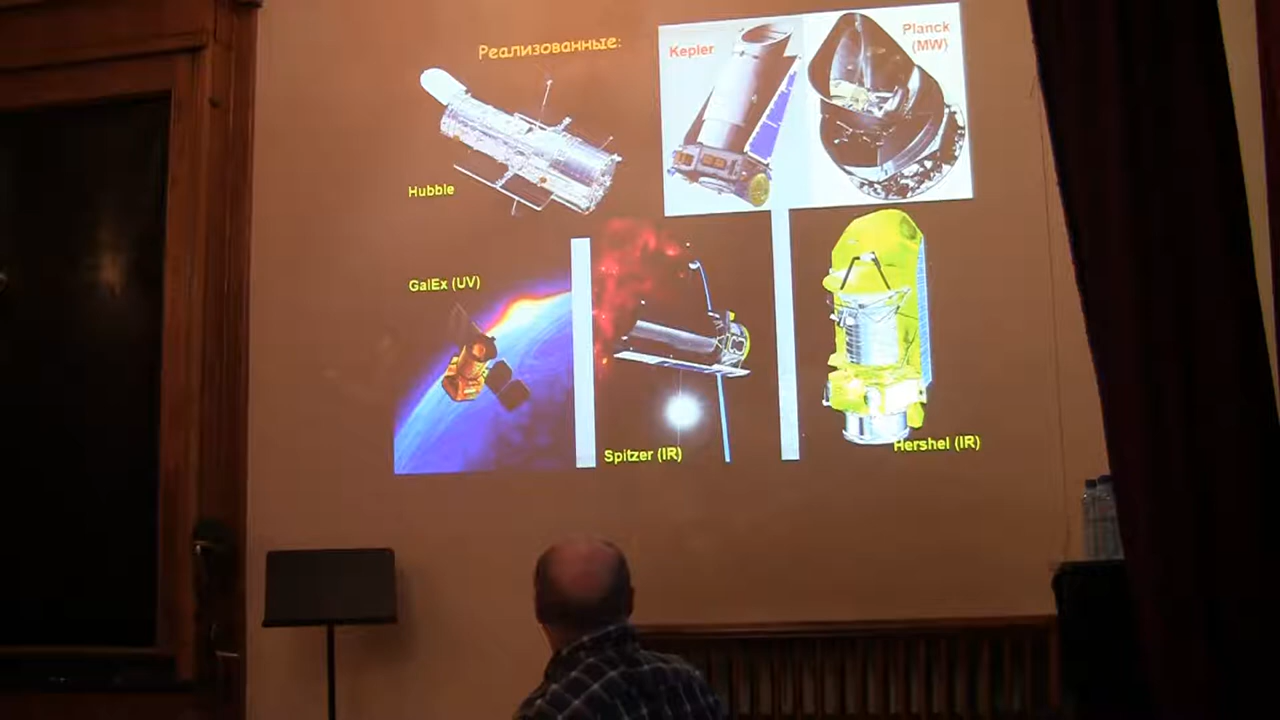 Реализованные:
Kepler
Planck
(MW)
Hubble
GalEx (UV)
Spitzer (IR)
Hershel (IR)